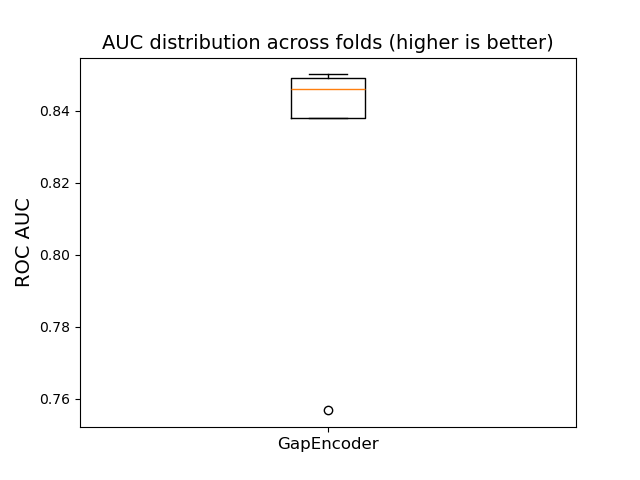 AUC distribution across folds (higher is better)
ROC AUC
0.84
0.82
0.80
0.78
0.76
GapEncoder